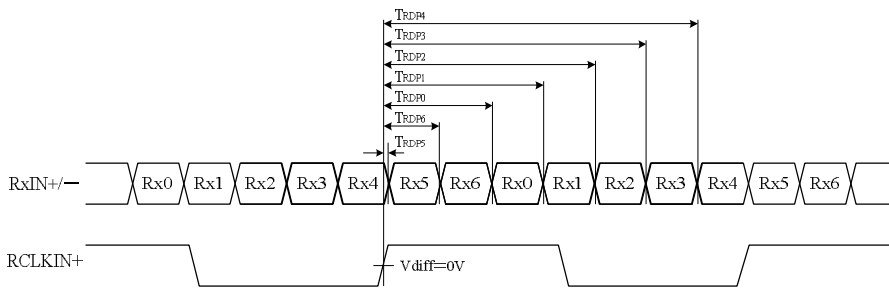 TRDP4
TRDP3
TRDP2
TRDP1
TRDP0
TRDP6
TRDP5
RxIN+/− Rx0 Rx1 Rx2 Rx3 Rx4 Rx5 Rx6 Rx0 Rx1 Rx2 Rx3 Rx4 Rx5 Rx6
RCLKIN+ Vdiff=0V